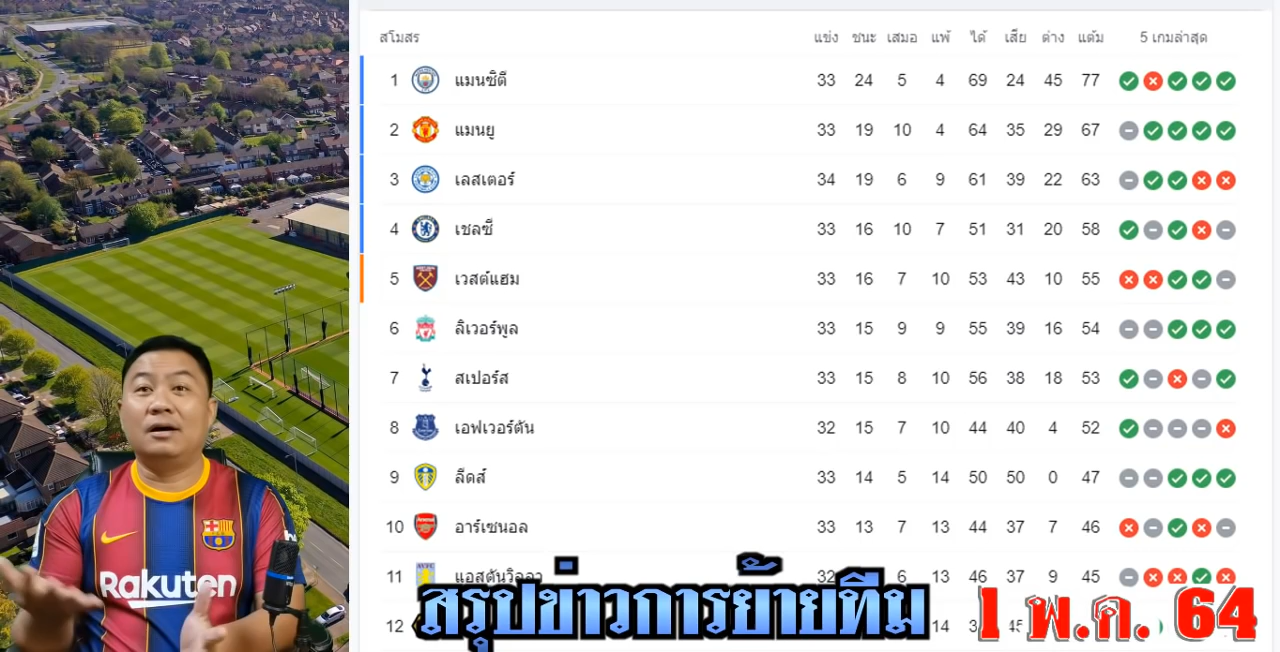 สโมสร แข่ง ชนะ เสมอ แพ้ ได้ เสีย ต่าง แต้ม 5 เกมล่าสุด
1 แมนซิตี 33 24 5 4 69 24 45 77
2 แมนยู 33 19 10 4 64 35 29 67
3 เลสเตอร์ 34 19 6 9 61 39 22 63
4 เชลซี 33 16 10 7 51 31 20 58
5 เวสต์แฮม 33 16 7 10 53 43 10 55
6 ลิเวอร์พูล 33 15 9 9 55 39 16 54
7 สเปอร์ส 33 15 8 10 56 38 18 53
8 เอฟเวอร์ตัน 32 15 7 10 44 40 4 52
9 ลีดส์ 33 14 5 14 50 50 0 47
10 อาร์เซนอล 33 13 7 13 44 37 7 46
11 แอสตันวิลลา 32 6 13 46 37 9 45
12 14
สรุปข่าวการย้ายทีม 1 พ.ค. 64
Rakuten